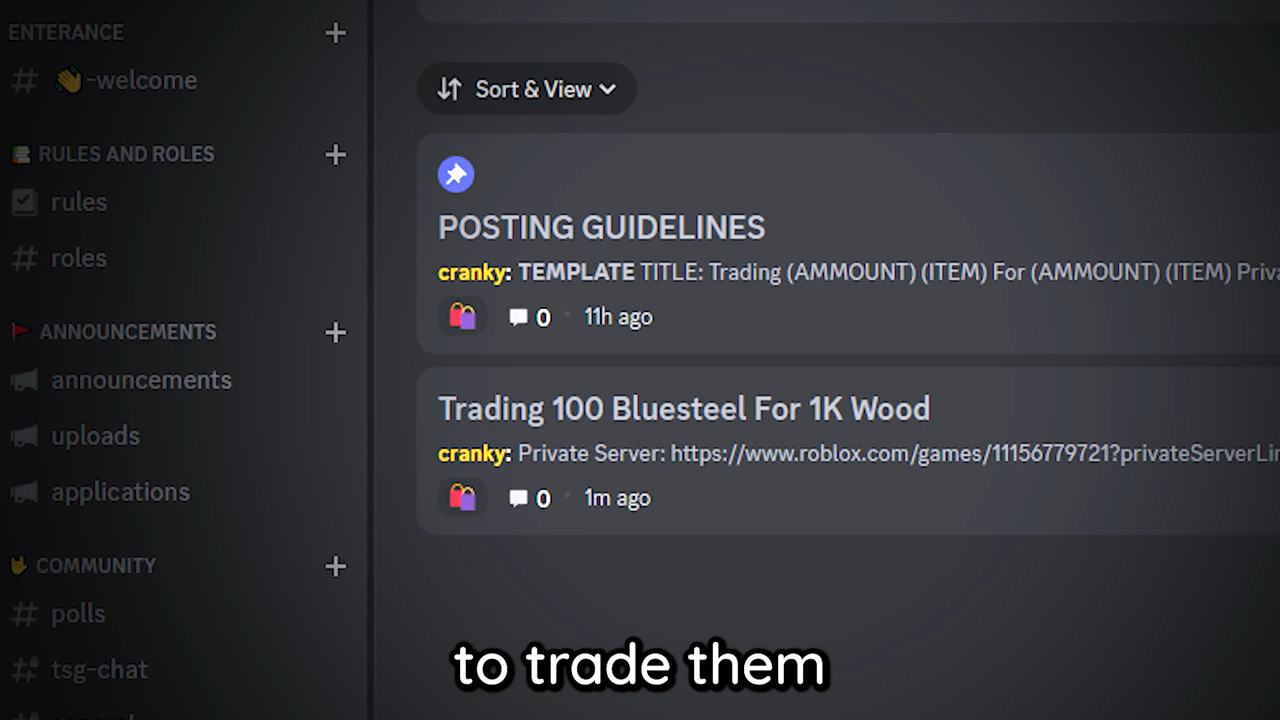 ENTERANCE
# 👋-welcome
RULES AND ROLES
rules
# roles
ANNOUNCEMENTS
announcements
uploads
applications
COMMUNITY
# polls
# tsg-chat
Sort & View
POSTING GUIDELINES
cranky: TEMPLATE TITLE: Trading (AMMOUNT) (ITEM) For (AMMOUNT) (ITEM)
0 • 11h ago
Trading 100 Bluesteel For 1K Wood
cranky: Private Server: https://www.roblox.com/games/11156779721?privateServerLi
0 • 1m ago
to trade them